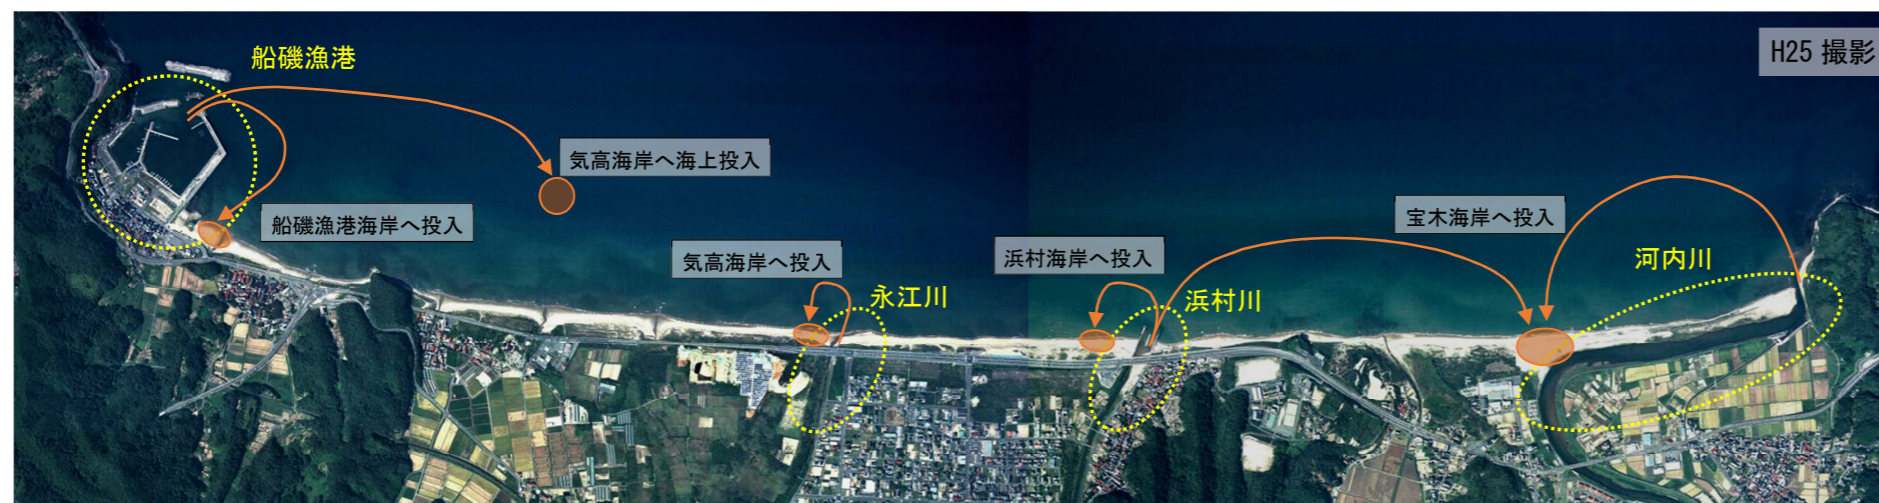 船磯漁港
H25 撮影
気高海岸へ海上投入
船磯漁港海岸へ投入
宝木海岸へ投入
気高海岸へ投入
浜村海岸へ投入
河内川
永江川
浜村川